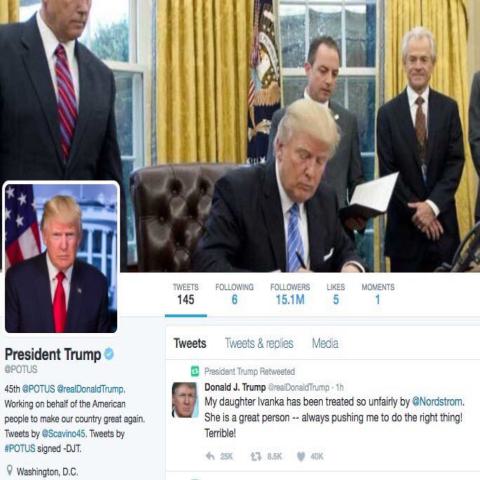 TWEETS FOLLOWING FOLLOWERS LIKES MOMENTS
145 6 15.1M 5 1
President Trump
@POTUS
45th @POTUS @realDonaldTrump.
Working on behalf of the American
people to make our country great again.
Tweets by @Scavino45. Tweets by
#POTUS signed -DJT.
Washington, D.C.
Tweets Tweets & replies Media
President Trump Retweeted
Donald J. Trump @realDonaldTrump · 1h
My daughter Ivanka has been treated so unfairly by @Nordstrom.
She is a great person -- always pushing me to do the right thing!
Terrible!
25K 8.5K 40K